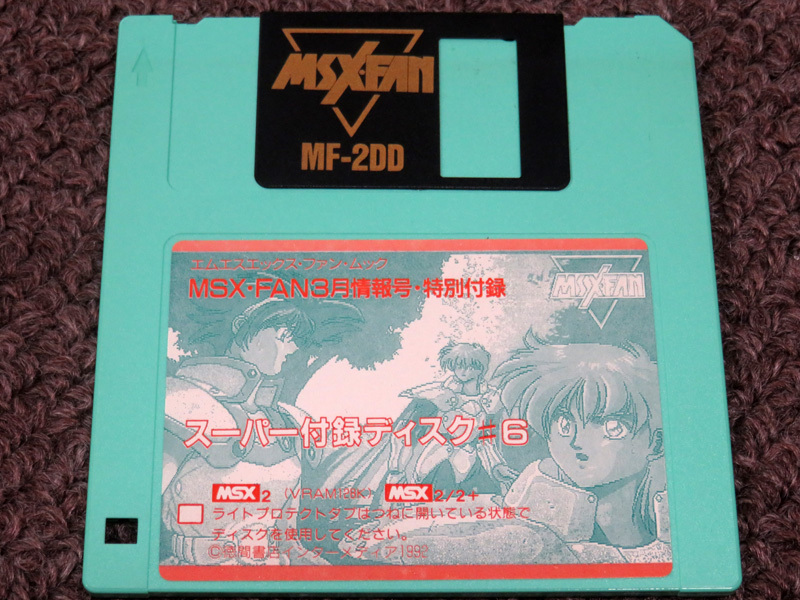 MSX・FAN
MF-2DD
エムエスエックス・ファン・ムック
MSX・FAN3月情報号・特別付録
MSX・FAN
スーパー付録ディスク#6
MSX2 (VRAM128K) MSX2/2+
ライトプロテクトタブはつねに開いている状態で
ディスクを使用してください。
©徳間書店インターメディア1992